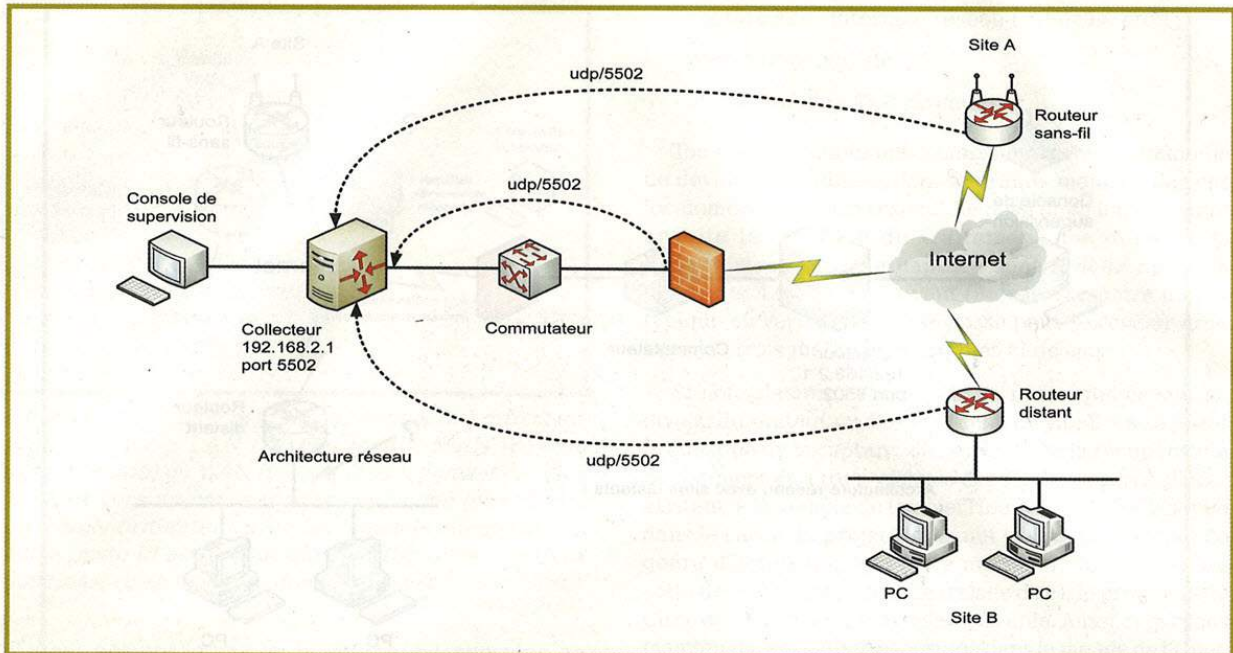 Site A
udp/5502
Routeur
sans-fil
udp/5502
Console de
supervision
Internet
Collecteur
192.168.2.1
port 5502
Commutateur
Routeur
distant
Architecture réseau
udp/5502
PC
PC
Site B